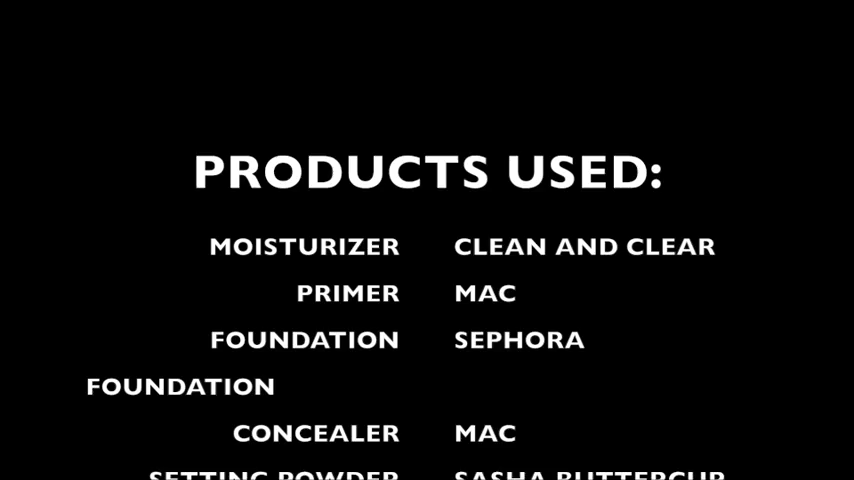 PRODUCTS USED:
MOISTURIZER CLEAN AND CLEAR
PRIMER MAC
FOUNDATION SEPHORA
FOUNDATION
CONCEALER MAC
SETTING POWDER SASHA BUTTERCUP